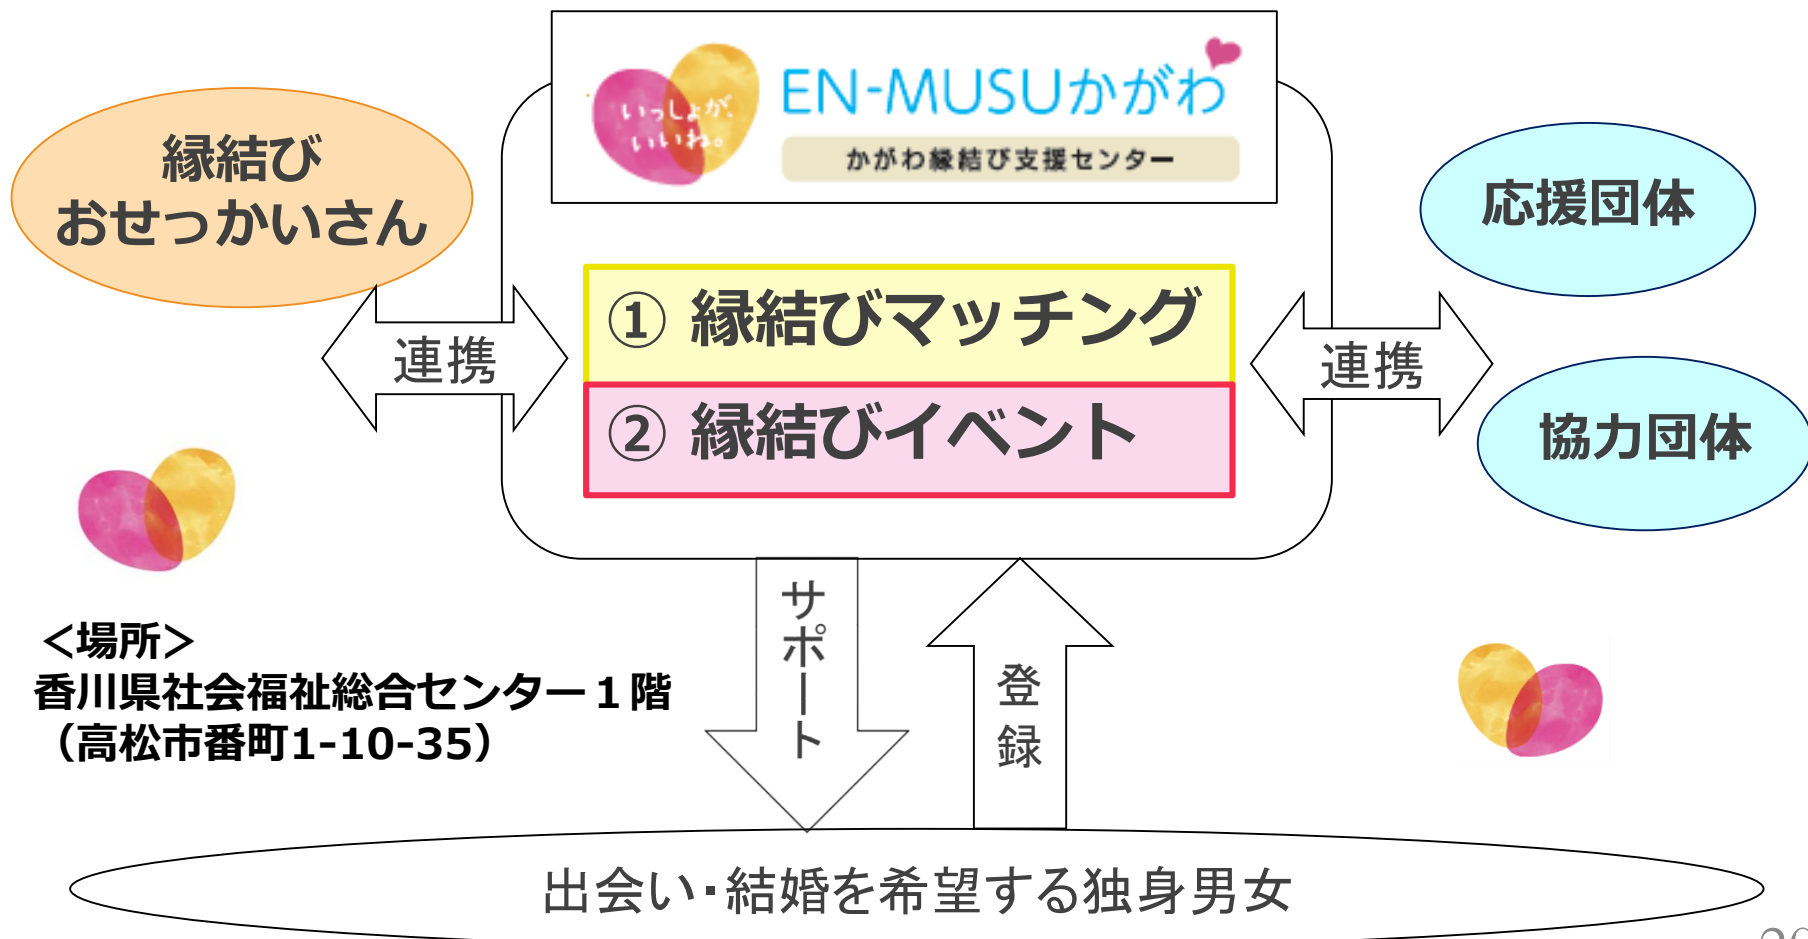 いっしょが、
いいね。
EN-MUSUかがわ
かがわ縁結び支援センター
縁結び
おせっかいさん
応援団体
① 縁結びマッチング
連携
連携
② 縁結びイベント
協力団体
サポート
登録
＜場所＞
香川県社会福祉総合センター１階
（高松市番町1-10-35）
出会い・結婚を希望する独身男女